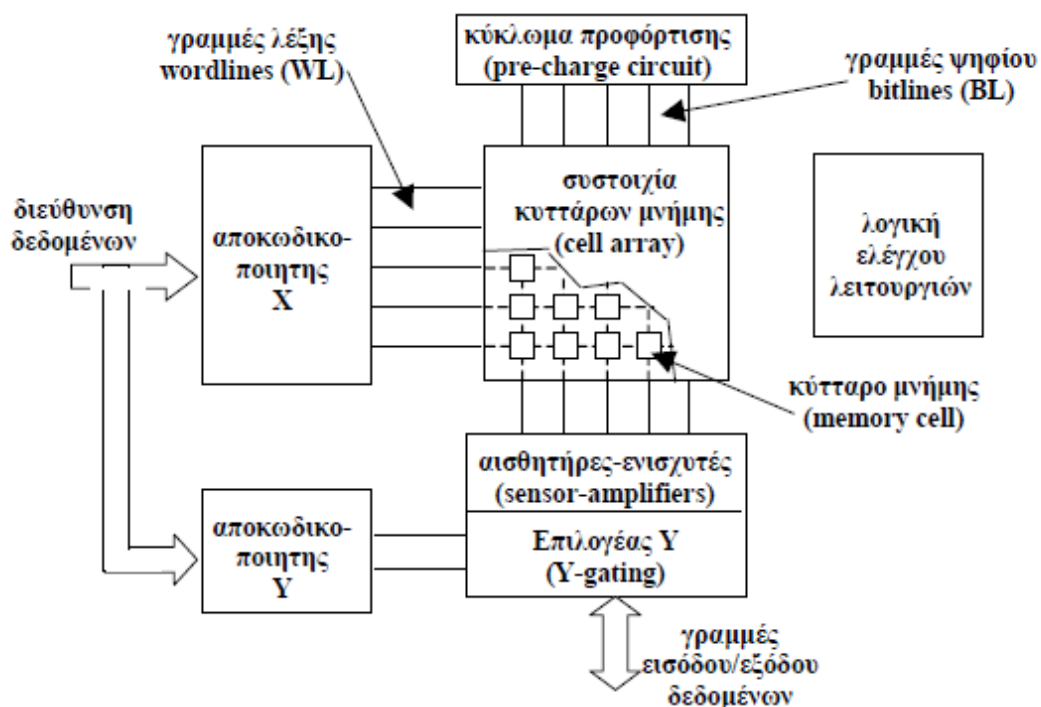 κύκλωμα προφόρτισης
(pre-charge circuit)
γραμμές λέξης
wordlines (WL)
γραμμές ψηφίου
bitlines (BL)
διεύθυνση
δεδομένων
αποκωδικο-
ποιητης
X
συστοιχία
κυττάρων μνήμης
(cell array)
λογική
ελέγχου
λειτουργιών
κύτταρο μνήμης
(memory cell)
αισθητήρες-ενισχυτές
(sensor-amplifiers)
αποκωδικο-
ποιητης
Y
Επιλογέας Y
(Y-gating)
γραμμές
εισόδου/εξόδου
δεδομένων